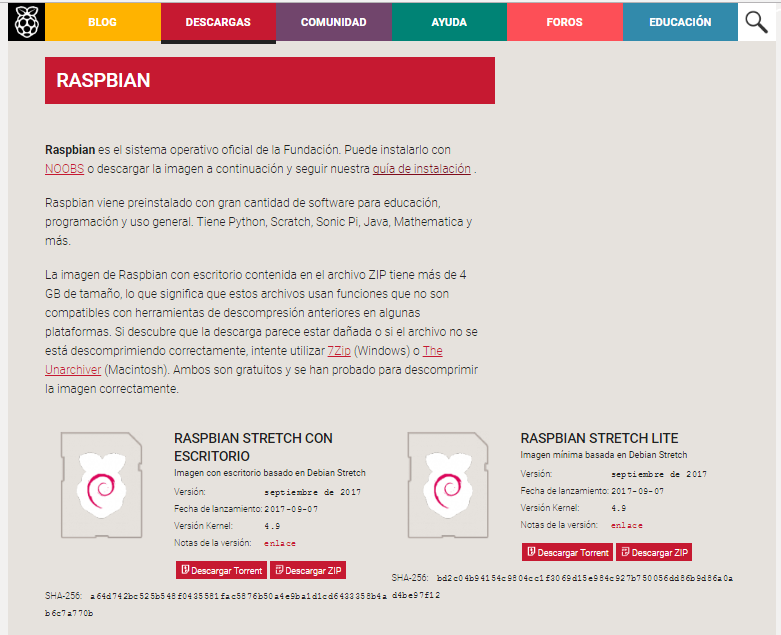 BLOG DESCARGAS COMUNIDAD AYUDA FOROS EDUCACIÓN
RASPBIAN
Raspbian es el sistema operativo oficial de la Fundación. Puede instalarlo con
NOOBS o descargar la imagen a continuación y seguir nuestra guía de instalación .
Raspbian viene preinstalado con gran cantidad de software para educación,
programación y uso general. Tiene Python, Scratch, Sonic Pi, Java, Mathematica y
más.
La imagen de Raspbian con escritorio contenida en el archivo ZIP tiene más de 4
GB de tamaño, lo que significa que estos archivos usan funciones que no son
compatibles con herramientas de descompresión anteriores en algunas
plataformas. Si descubre que la descarga parece estar dañada o si el archivo no se
está descomprimiendo correctamente, intente utilizar 7Zip (Windows) o The
Unarchiver (Macintosh). Ambos son gratuitos y se han probado para descomprimir
la imagen correctamente.
RASPBIAN STRETCH CON
ESCRITORIO
Imagen con escritorio basado en Debian Stretch
Versión: septiembre de 2017
Fecha de lanzamiento: 2017-09-07
Versión Kernel: 4.9
Notas de la versión: enlace
Descargar Torrent Descargar ZIP
SHA-256: a64d742bc525b548f0435581fac5876b50a4e9ba1d1cd6433358b4a
b6c7a770b
RASPBIAN STRETCH LITE
Imagen mínima basada en Debian Stretch
Versión: septiembre de 2017
Fecha de lanzamiento: 2017-09-07
Versión Kernel: 4.9
Notas de la versión: enlace
Descargar Torrent Descargar ZIP
SHA-256: bd2c04b94154c9804cc1f3069d15e984c927b750056dd86b9d86a0a
d4be97f12